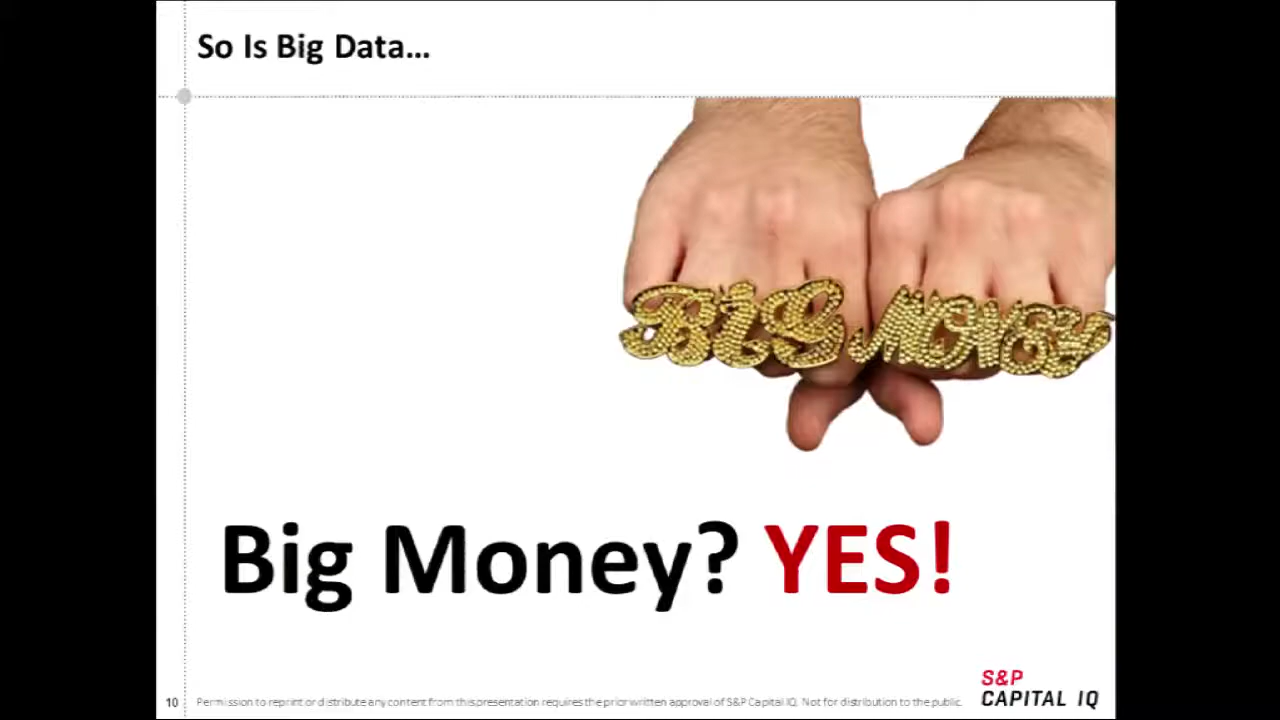 So Is Big Data...
BiG MONEY
Big Money? YES!
S&P
CAPITAL IQ
10 Permission to reprint or distribute any content from this presentation requires the prior written approval of S&P Capital IQ. Not for distribution to the public.